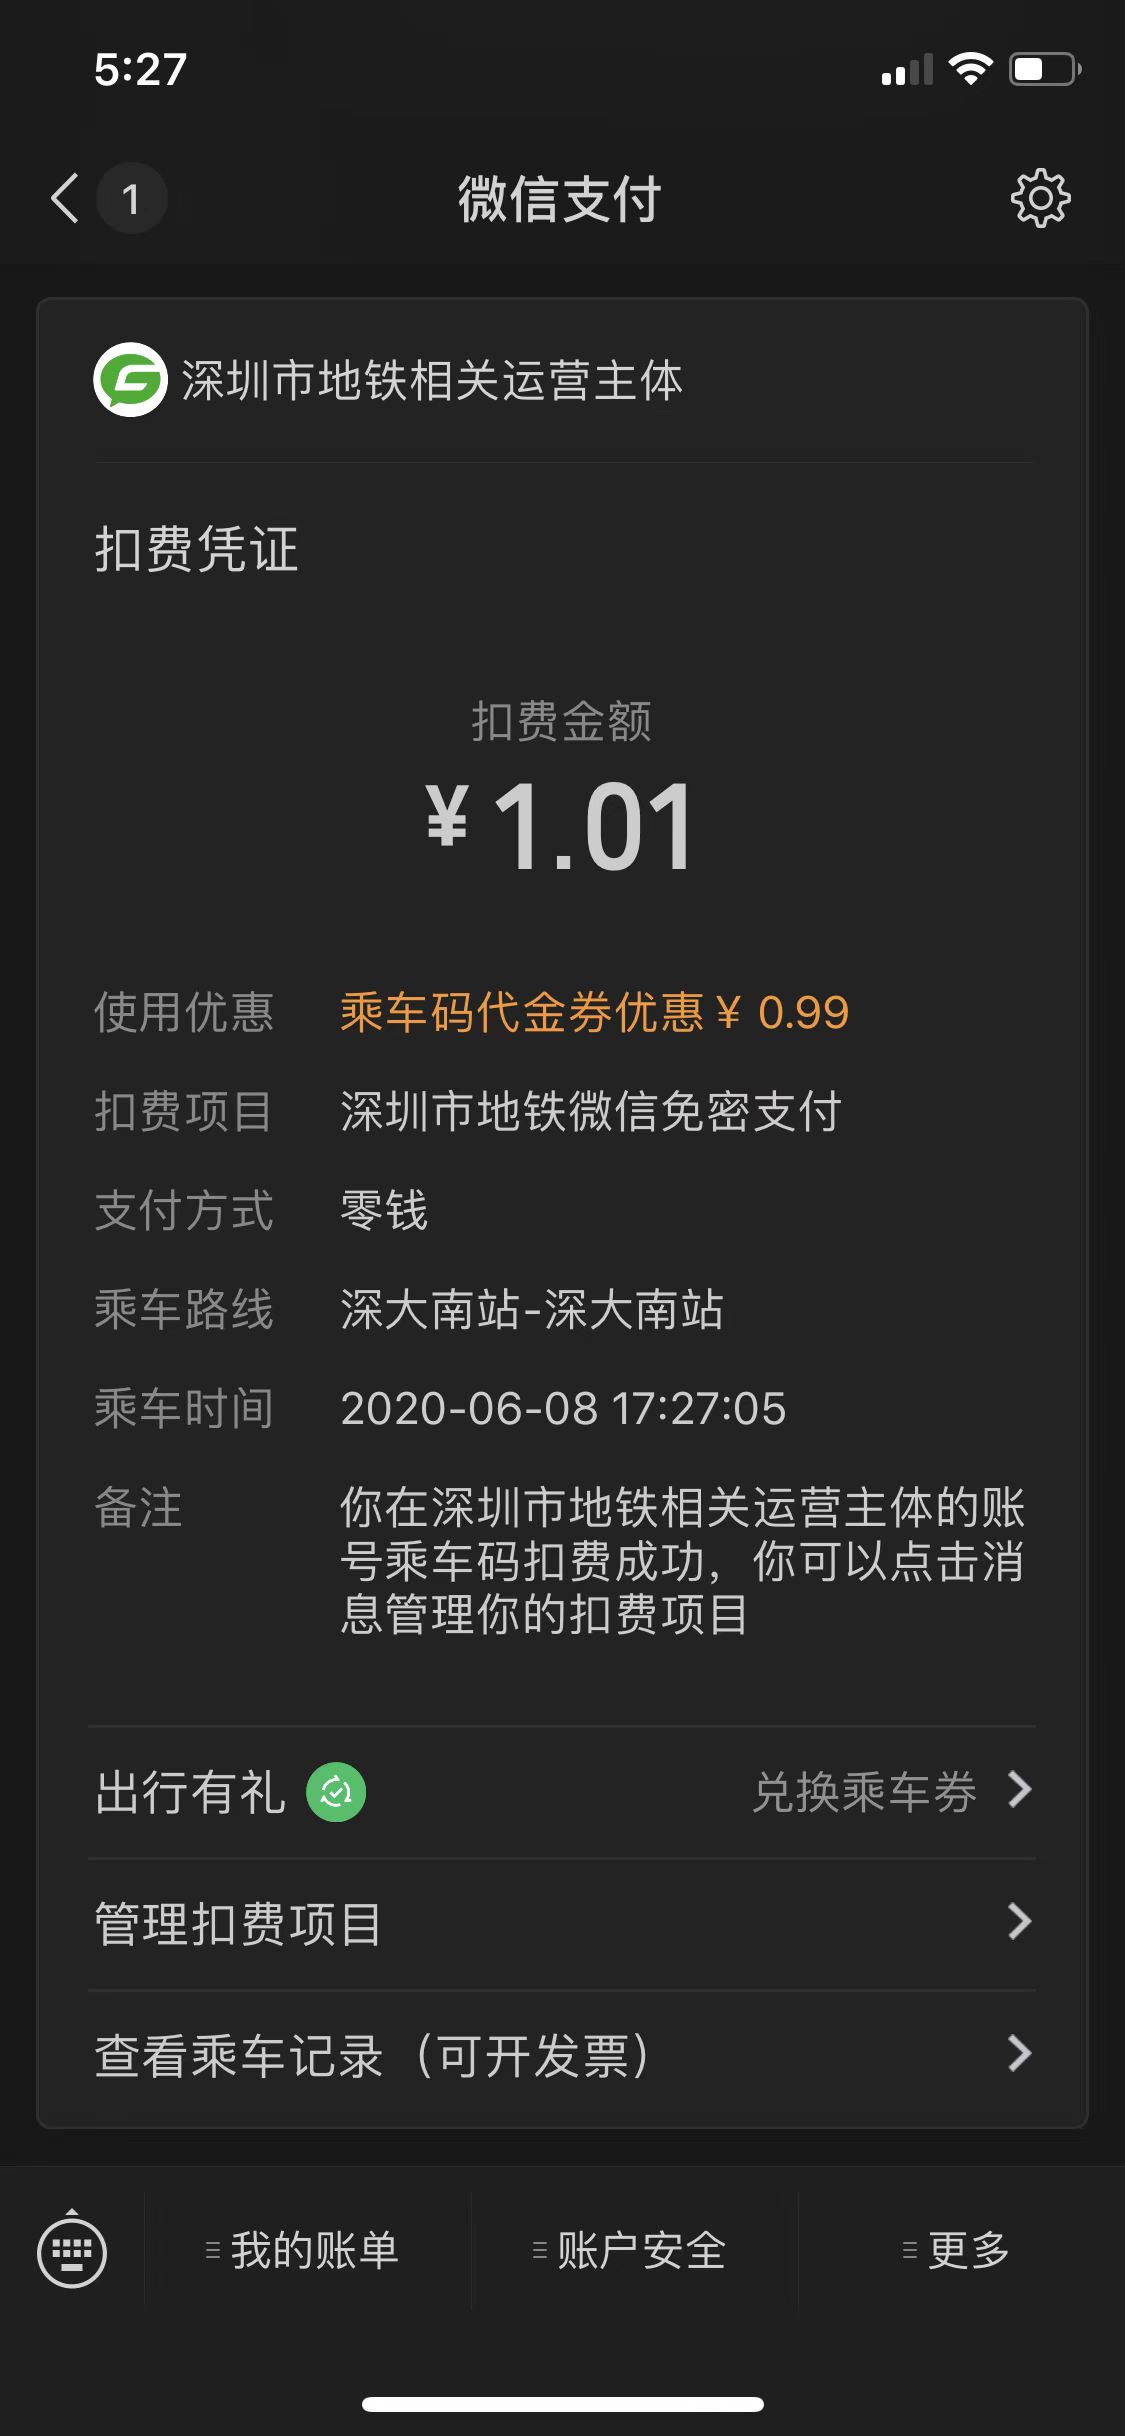 5:27
1
微信支付
深圳市地铁相关运营主体
扣费凭证
扣费金额
¥1.01
使用优惠 乘车码代金券优惠 ¥ 0.99
扣费项目 深圳市地铁微信免密支付
支付方式 零钱
乘车路线 深大南站-深大南站
乘车时间 2020-06-08 17:27:05
备注 你在深圳市地铁相关运营主体的账
号乘车码扣费成功，你可以点击消
息管理你的扣费项目
出行有礼 兑换乘车券
管理扣费项目
查看乘车记录（可开发票）
我的账单 账户安全 更多